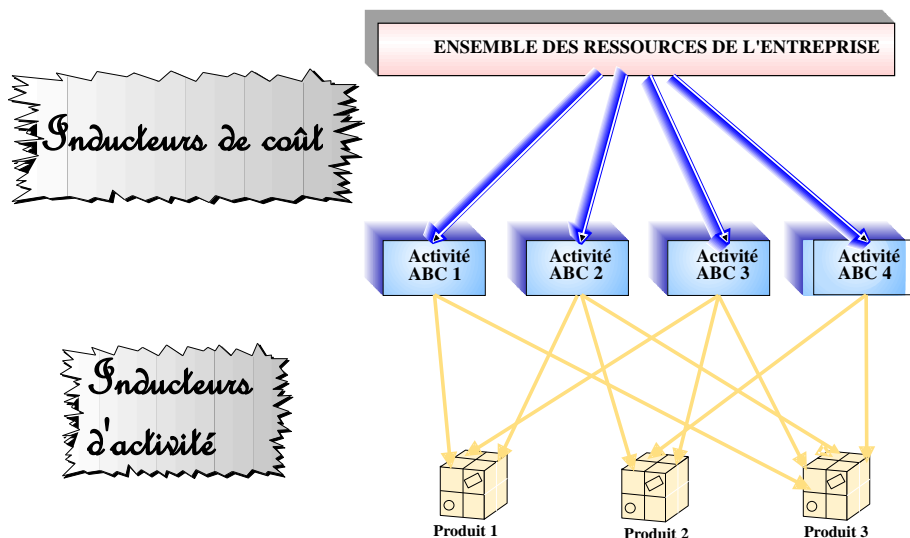 ENSEMBLE DES RESSOURCES DE L'ENTREPRISE
Inducteurs de coût
Activité
ABC 1
Activité
ABC 2
Activité
ABC 3
Activité
ABC 4
Inducteurs
d'activité
Produit 1
Produit 2
Produit 3